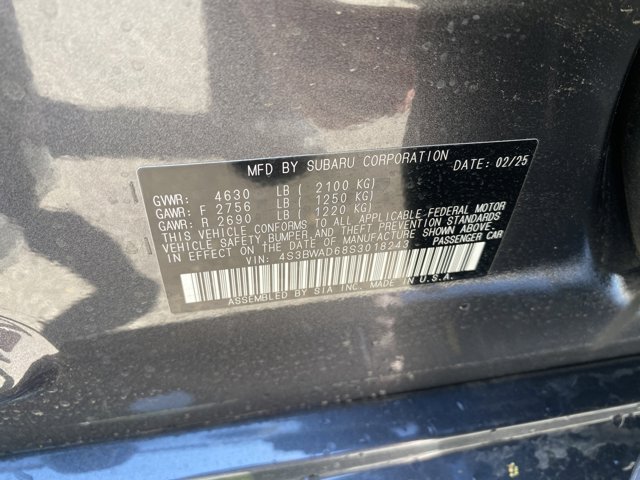 MFD BY SUBARU CORPORATION DATE: 02/25
GVWR: 4630 LB ( 2100 KG)
GAWR: F 2756 LB ( 1250 KG)
GAWR: R 2690 LB ( 1220 KG)
THIS VEHICLE CONFORMS TO ALL APPLICABLE FEDERAL MOTOR
VEHICLE SAFETY, BUMPER, AND THEFT PREVENTION STANDARDS
IN EFFECT ON THE DATE OF MANUFACTURE SHOWN ABOVE.
VIN: 4S3BWAD68S3018243 PASSENGER CAR
ASSEMBLED BY SIA INC. MADE IN U.S.A.